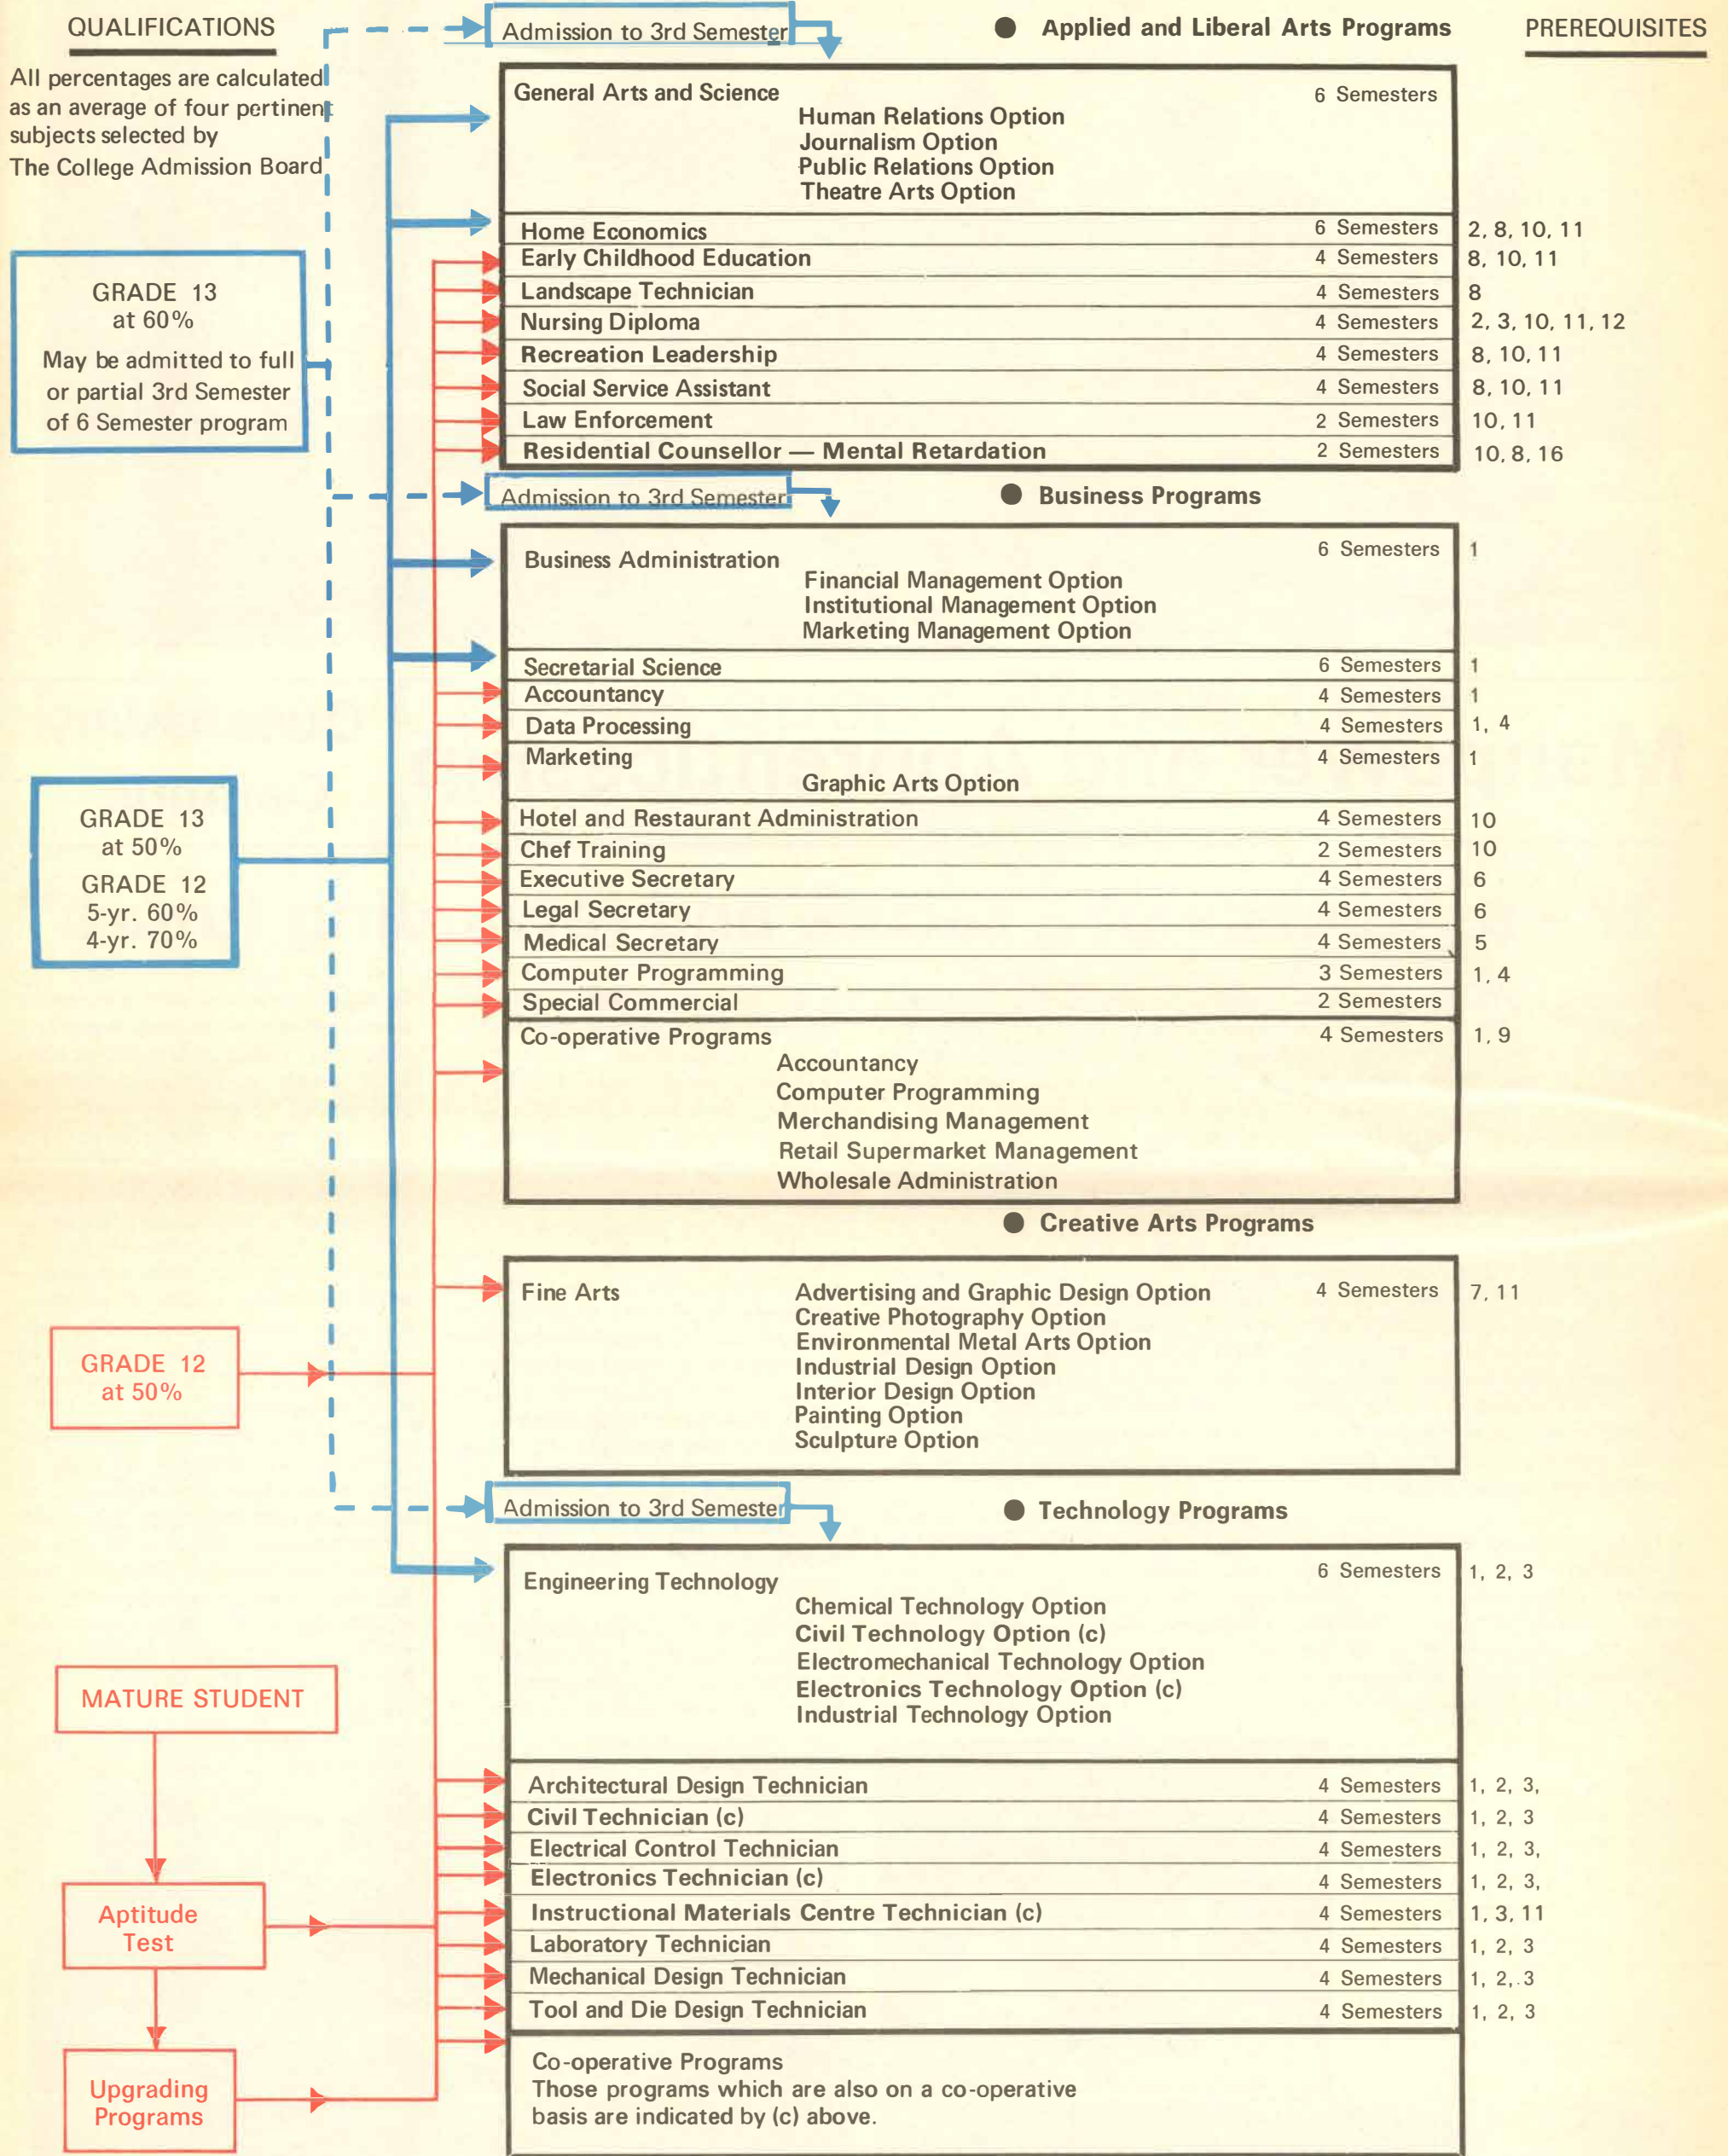 QUALIFICATIONS
All percentages are calculated
as an average of four pertinent
subjects selected by
The College Admission Board
GRADE 13
at 60%
May be admitted to full
or partial 3rd Semester
of 6 Semester program
GRADE 13
at 50%
GRADE 12
5-yr. 60%
4-yr. 70%
GRADE 12
at 50%
MATURE STUDENT
Aptitude
Test
Upgrading
Programs
PREREQUISITES
Admission to 3rd Semester
● Applied and Liberal Arts Programs
General Arts and Science 6 Semesters
Human Relations Option
Journalism Option
Public Relations Option
Theatre Arts Option
Home Economics 6 Semesters 2, 8, 10, 11
Early Childhood Education 4 Semesters 8, 10, 11
Landscape Technician 4 Semesters 8
Nursing Diploma 4 Semesters 2, 3, 10, 11, 12
Recreation Leadership 4 Semesters 8, 10, 11
Social Service Assistant 4 Semesters 8, 10, 11
Law Enforcement 2 Semesters 10, 11
Residential Counsellor — Mental Retardation 2 Semesters 10, 8, 16
Admission to 3rd Semester
● Business Programs
Business Administration 6 Semesters 1
Financial Management Option
Institutional Management Option
Marketing Management Option
Secretarial Science 6 Semesters 1
Accountancy 4 Semesters 1
Data Processing 4 Semesters 1, 4
Marketing 4 Semesters 1
Graphic Arts Option
Hotel and Restaurant Administration 4 Semesters 10
Chef Training 2 Semesters 10
Executive Secretary 4 Semesters 6
Legal Secretary 4 Semesters 6
Medical Secretary 4 Semesters 5
Computer Programming 3 Semesters 1, 4
Special Commercial 2 Semesters
Co-operative Programs 4 Semesters 1, 9
Accountancy
Computer Programming
Merchandising Management
Retail Supermarket Management
Wholesale Administration
● Creative Arts Programs
Fine Arts Advertising and Graphic Design Option 4 Semesters 7, 11
Creative Photography Option
Environmental Metal Arts Option
Industrial Design Option
Interior Design Option
Painting Option
Sculpture Option
Admission to 3rd Semester
● Technology Programs
Engineering Technology 6 Semesters 1, 2, 3
Chemical Technology Option
Civil Technology Option (c)
Electromechanical Technology Option
Electronics Technology Option (c)
Industrial Technology Option
Architectural Design Technician 4 Semesters 1, 2, 3,
Civil Technician (c) 4 Semesters 1, 2, 3
Electrical Control Technician 4 Semesters 1, 2, 3,
Electronics Technician (c) 4 Semesters 1, 2, 3,
Instructional Materials Centre Technician (c) 4 Semesters 1, 3, 11
Laboratory Technician 4 Semesters 1, 2, 3
Mechanical Design Technician 4 Semesters 1, 2, 3
Tool and Die Design Technician 4 Semesters 1, 2, 3
Co-operative Programs
Those programs which are also on a co-operative
basis are indicated by (c) above.